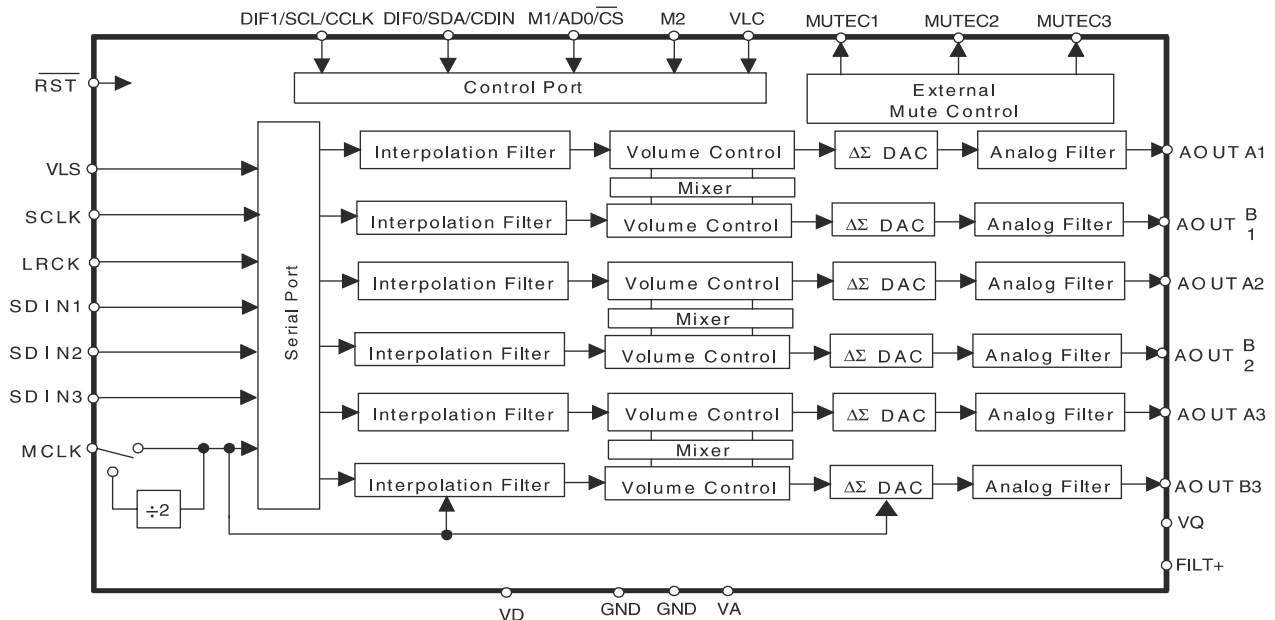 DIF1/SCL/CCLK DIF0/SDA/CDIN M1/AD0/CS M2 VLC MUTEC1 MUTEC2 MUTEC3
RST
Control Port
External
Mute Control
Serial Port
Interpolation Filter Volume Control ΔΣ DAC Analog Filter AOUT A1
VLS
Mixer
SCLK
Interpolation Filter Volume Control ΔΣ DAC Analog Filter AOUT B
1
LRCK
Interpolation Filter Volume Control ΔΣ DAC Analog Filter AOUT A2
SDIN1
Mixer
SDIN2
Interpolation Filter Volume Control ΔΣ DAC Analog Filter AOUT B
2
SDIN3
Interpolation Filter Volume Control ΔΣ DAC Analog Filter AOUT A3
MCLK
Mixer
Interpolation Filter Volume Control ΔΣ DAC Analog Filter AOUT B3
÷2
VQ
FILT+
VD GND GND VA